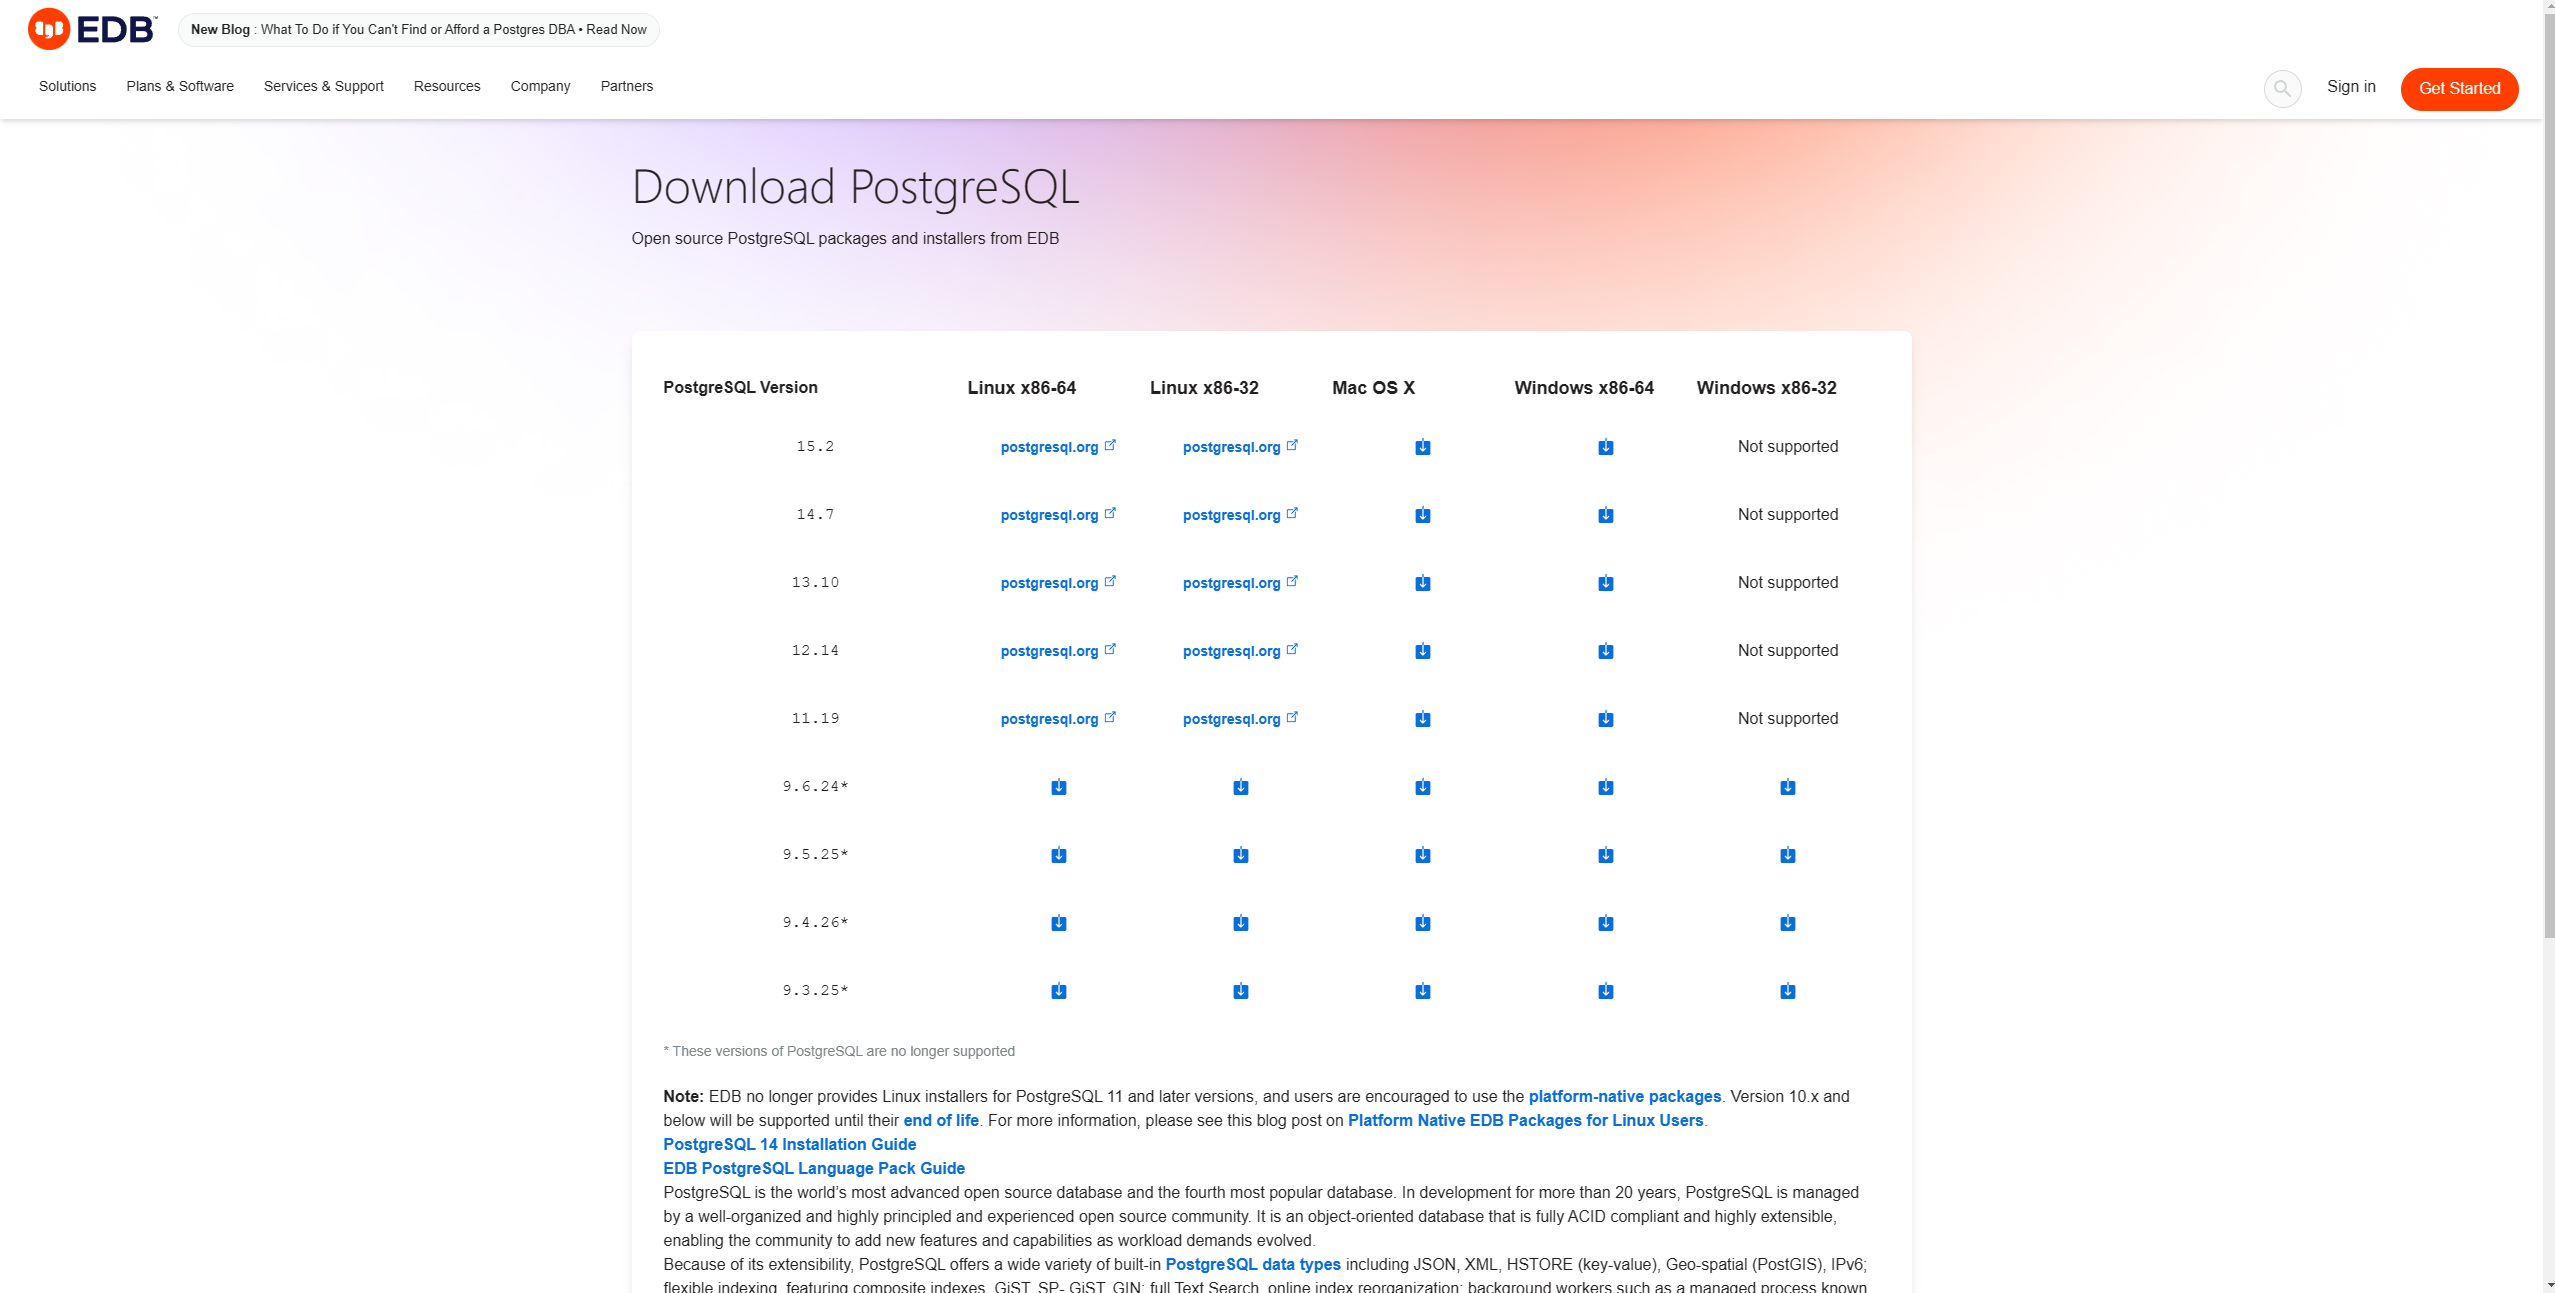 EDB™
New Blog : What To Do if You Can't Find or Afford a Postgres DBA • Read Now
Solutions Plans & Software Services & Support Resources Company Partners
Sign in Get Started
Download PostgreSQL
Open source PostgreSQL packages and installers from EDB
PostgreSQL Version Linux x86-64 Linux x86-32 Mac OS X Windows x86-64 Windows x86-32
15.2 postgresql.org postgresql.org Not supported
14.7 postgresql.org postgresql.org Not supported
13.10 postgresql.org postgresql.org Not supported
12.14 postgresql.org postgresql.org Not supported
11.19 postgresql.org postgresql.org Not supported
9.6.24*
9.5.25*
9.4.26*
9.3.25*
* These versions of PostgreSQL are no longer supported
Note: EDB no longer provides Linux installers for PostgreSQL 11 and later versions, and users are encouraged to use the platform-native packages. Version 10.x and
below will be supported until their end of life. For more information, please see this blog post on Platform Native EDB Packages for Linux Users.
PostgreSQL 14 Installation Guide
EDB PostgreSQL Language Pack Guide
PostgreSQL is the world’s most advanced open source database and the fourth most popular database. In development for more than 20 years, PostgreSQL is managed
by a well-organized and highly principled and experienced open source community. It is an object-oriented database that is fully ACID compliant and highly extensible,
enabling the community to add new features and capabilities as workload demands evolved.
Because of its extensibility, PostgreSQL offers a wide variety of built-in PostgreSQL data types including JSON, XML, HSTORE (key-value), Geo-spatial (PostGIS), IPv6;
flexible indexing, featuring composite indexes, GiST, SP- GiST, GIN; full Text Search, online index reorganization; background workers such as a managed process known